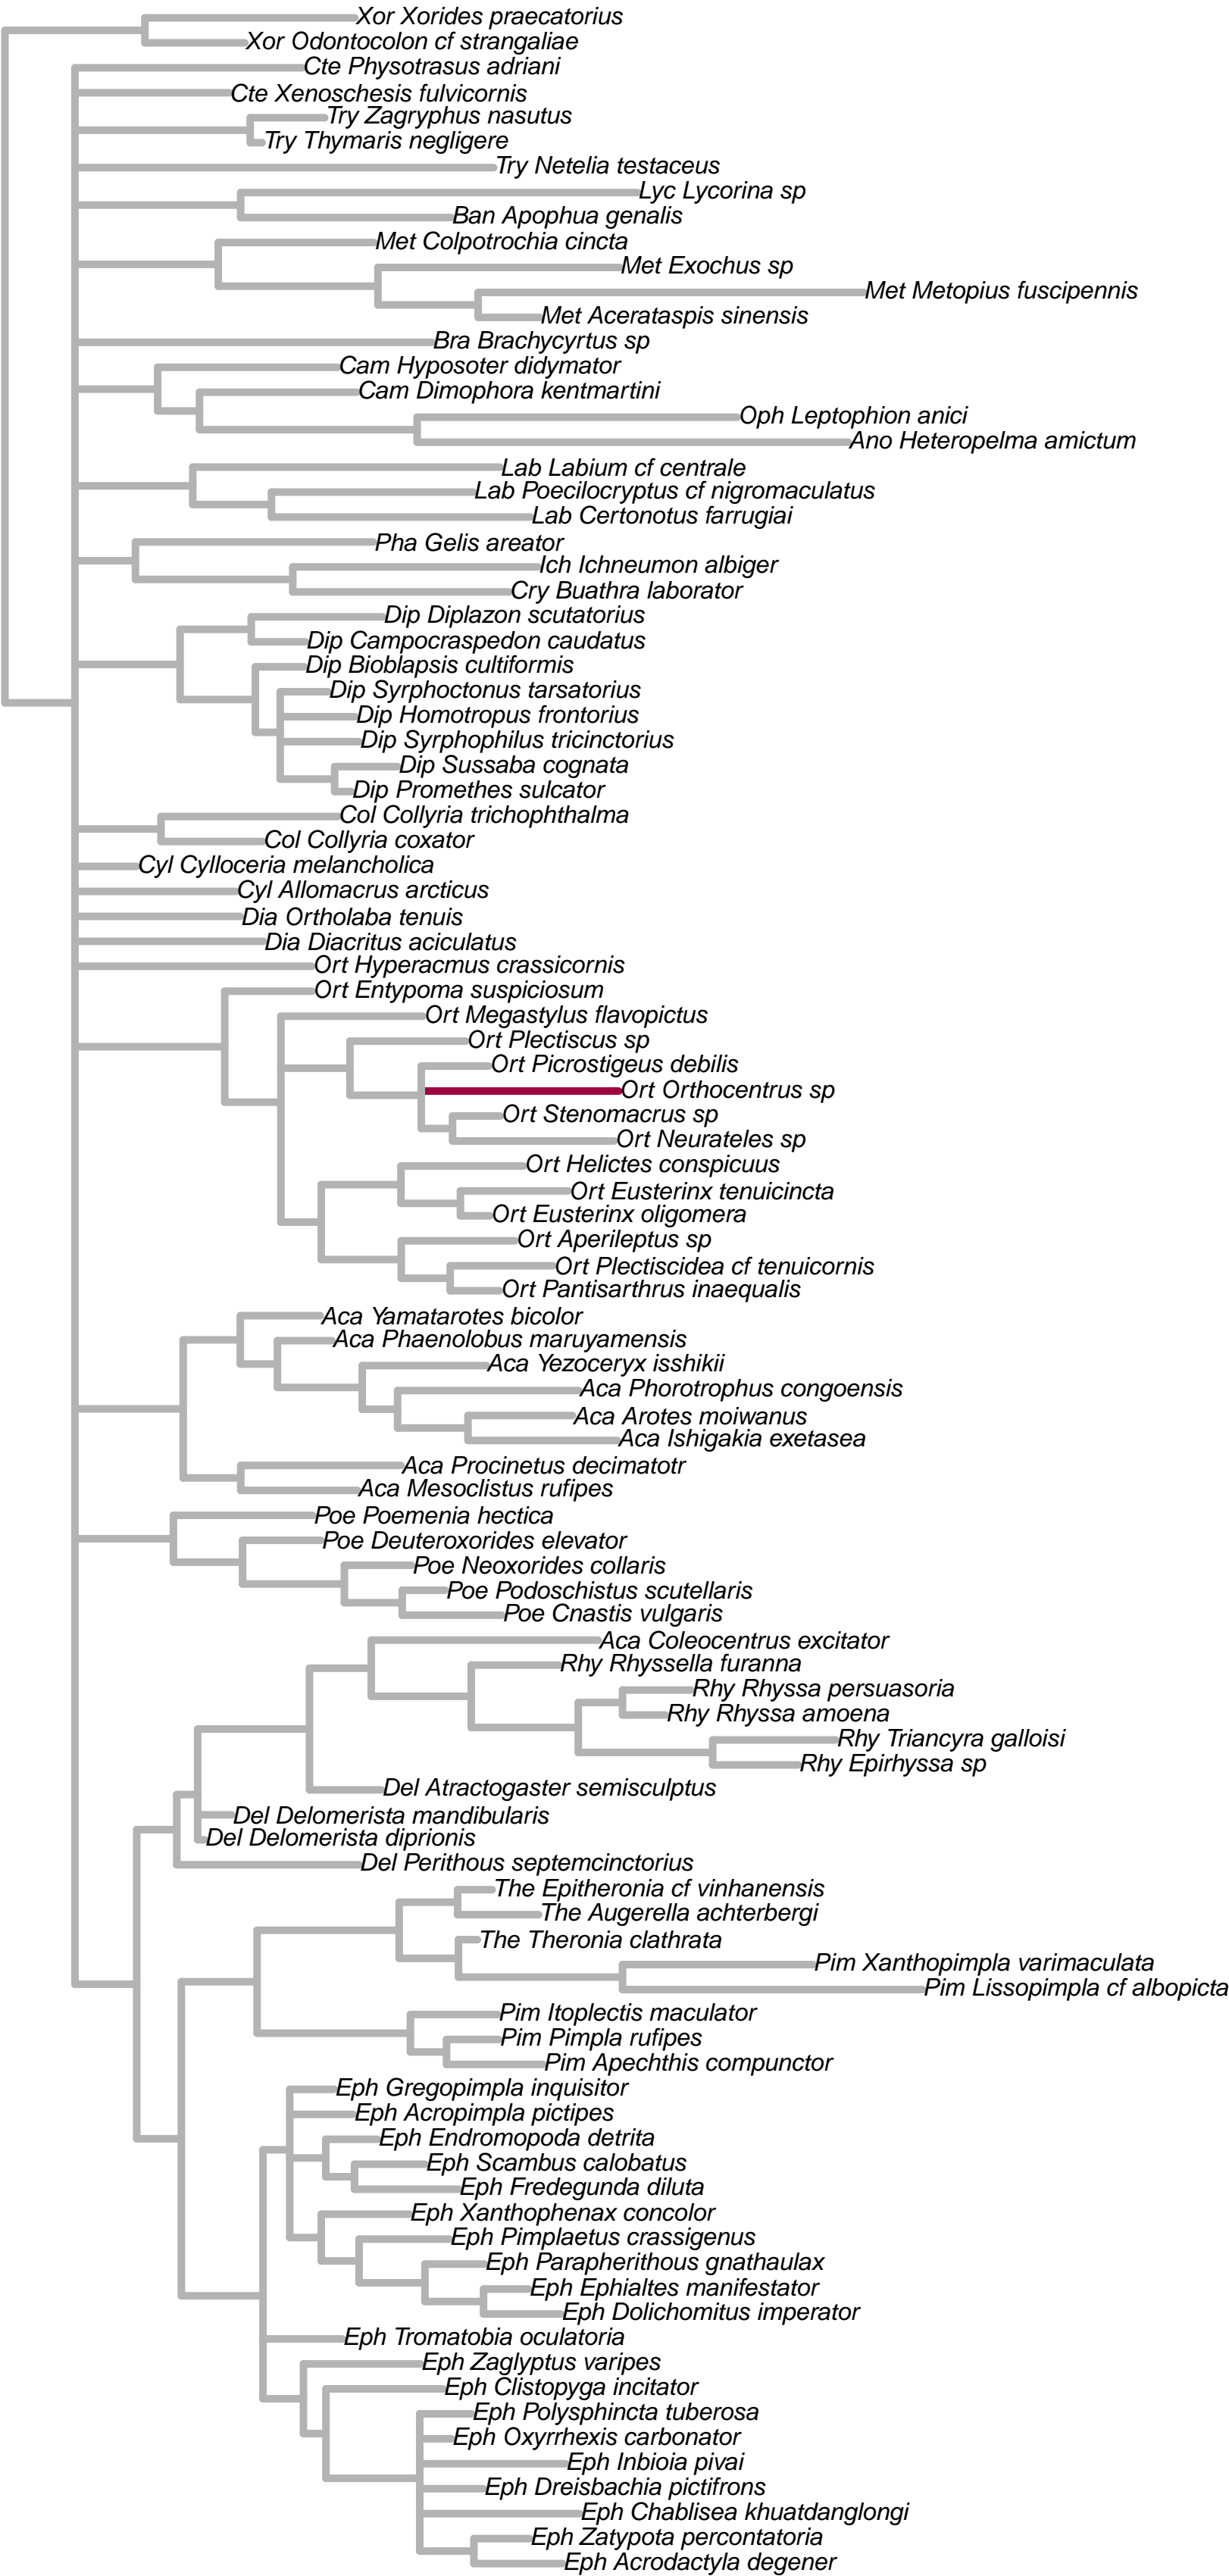 Xor Xorides praecatorius
Xor Odontocolon cf strangaliae
Cte Physotrasus adriani
Cte Xenoschesis fulvicornis
Try Zagryphus nasutus
Try Thymaris negligere
Try Netelia testaceus
Lyc Lycorina sp
Ban Apophua genalis
Met Colpotrochia cincta
Met Exochus sp
Met Metopius fuscipennis
Met Acerataspis sinensis
Bra Brachycyrtus sp
Cam Hyposoter didymator
Cam Dimophora kentmartini
Oph Leptophion anici
Ano Heteropelma amictum
Lab Labium cf centrale
Lab Poecilocryptus cf nigromaculatus
Lab Certonotus farrugiai
Pha Gelis areator
Ich Ichneumon albiger
Cry Buathra laborator
Dip Diplazon scutatorius
Dip Campocraspedon caudatus
Dip Bioblapsis cultiformis
Dip Syrphoctonus tarsatorius
Dip Homotropus frontorius
Dip Syrphophilus tricinctorius
Dip Sussaba cognata
Dip Promethes sulcator
Col Collyria trichophthalma
Col Collyria coxator
Cyl Cylloceria melancholica
Cyl Allomacrus arcticus
Dia Ortholaba tenuis
Dia Diacritus aciculatus
Ort Hyperacmus crassicornis
Ort Entypoma suspiciosum
Ort Megastylus flavopictus
Ort Plectiscus sp
Ort Picrostigeus debilis
Ort Orthocentrus sp
Ort Stenomacrus sp
Ort Neurateles sp
Ort Helictes conspicuus
Ort Eusterinx tenuicincta
Ort Eusterinx oligomera
Ort Aperileptus sp
Ort Plectiscidea cf tenuicornis
Ort Pantisarthrus inaequalis
Aca Yamatarotes bicolor
Aca Phaenolobus maruyamensis
Aca Yezoceryx isshikii
Aca Phorotrophus congoensis
Aca Arotes moiwanus
Aca Ishigakia exetasea
Aca Procinetus decimatotr
Aca Mesoclistus rufipes
Poe Poemenia hectica
Poe Deuteroxorides elevator
Poe Neoxorides collaris
Poe Podoschistus scutellaris
Poe Cnastis vulgaris
Aca Coleocentrus excitator
Rhy Rhyssella furanna
Rhy Rhyssa persuasoria
Rhy Rhyssa amoena
Rhy Triancyra galloisi
Rhy Epirhyssa sp
Del Atractogaster semisculptus
Del Delomerista mandibularis
Del Delomerista diprionis
Del Perithous septemcinctorius
The Epitheronia cf vinhanensis
The Augerella achterbergi
The Theronia clathrata
Pim Xanthopimpla varimaculata
Pim Lissopimpla cf albopicta
Pim Itoplectis maculator
Pim Pimpla rufipes
Pim Apechthis compunctor
Eph Gregopimpla inquisitor
Eph Acropimpla pictipes
Eph Endromopoda detrita
Eph Scambus calobatus
Eph Fredegunda diluta
Eph Xanthophenax concolor
Eph Pimplaetus crassigenus
Eph Parapherithous gnathaulax
Eph Ephialtes manifestator
Eph Dolichomitus imperator
Eph Tromatobia oculatoria
Eph Zaglyptus varipes
Eph Clistopyga incitator
Eph Polysphincta tuberosa
Eph Oxyrrhexis carbonator
Eph Inbioia pivai
Eph Dreisbachia pictifrons
Eph Chablisea khuatdanglongi
Eph Zatypota percontatoria
Eph Acrodactyla degener